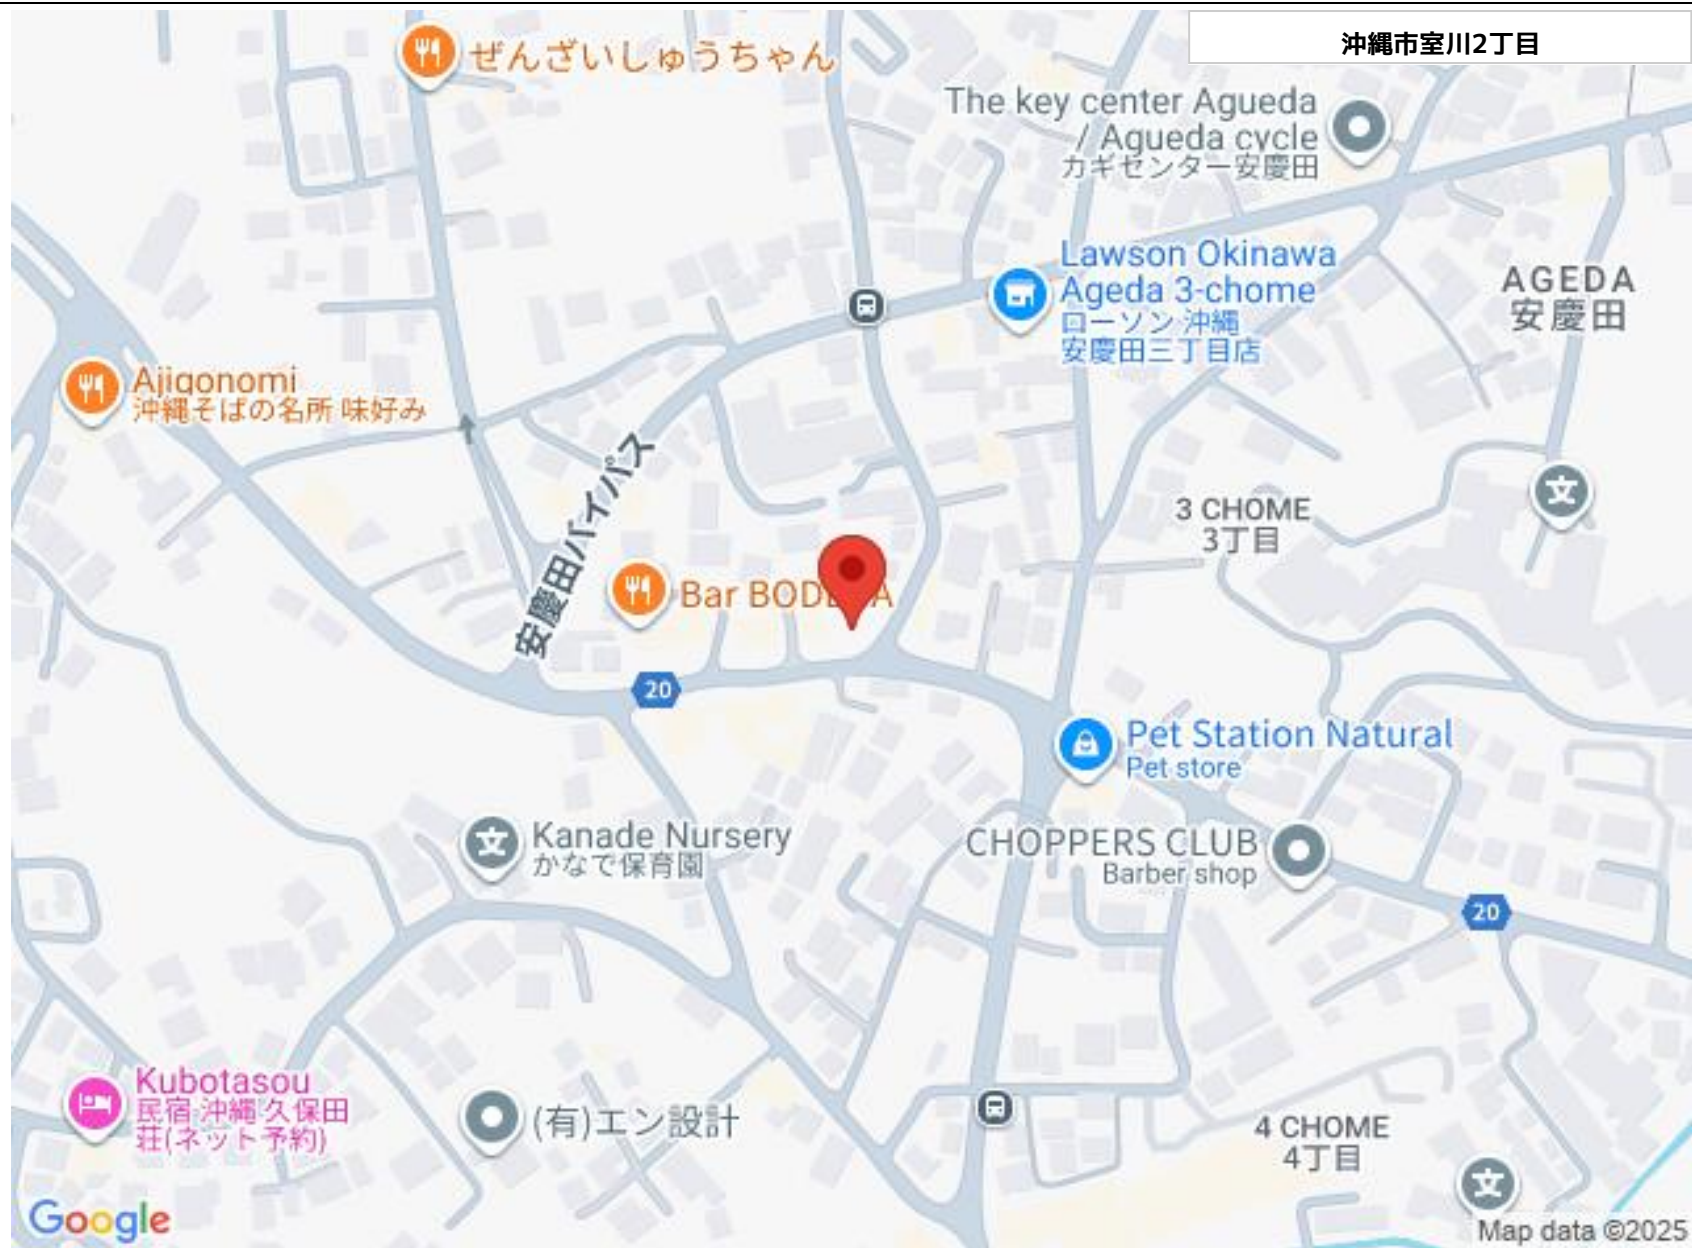 沖縄市室川2丁目
ぜんざいしゅうちゃん
The key center Agueda
/ Agueda cycle
カギセンター安慶田
Lawson Okinawa
Ageda 3-chome
ローソン 沖縄
安慶田三丁目店
AGEDA
安慶田
Ajigonomi
沖縄そばの名所 味好み
安慶田バイパス
3 CHOME
3丁目
Bar
20
Pet Station Natural
Pet store
Kanade Nursery
かなで保育園
CHOPPERS CLUB
Barber shop
20
Kubotasou
民宿 沖縄 久保田
荘(ネット予約)
(有)エン設計
4 CHOME
4丁目
Google
Map data ©2025